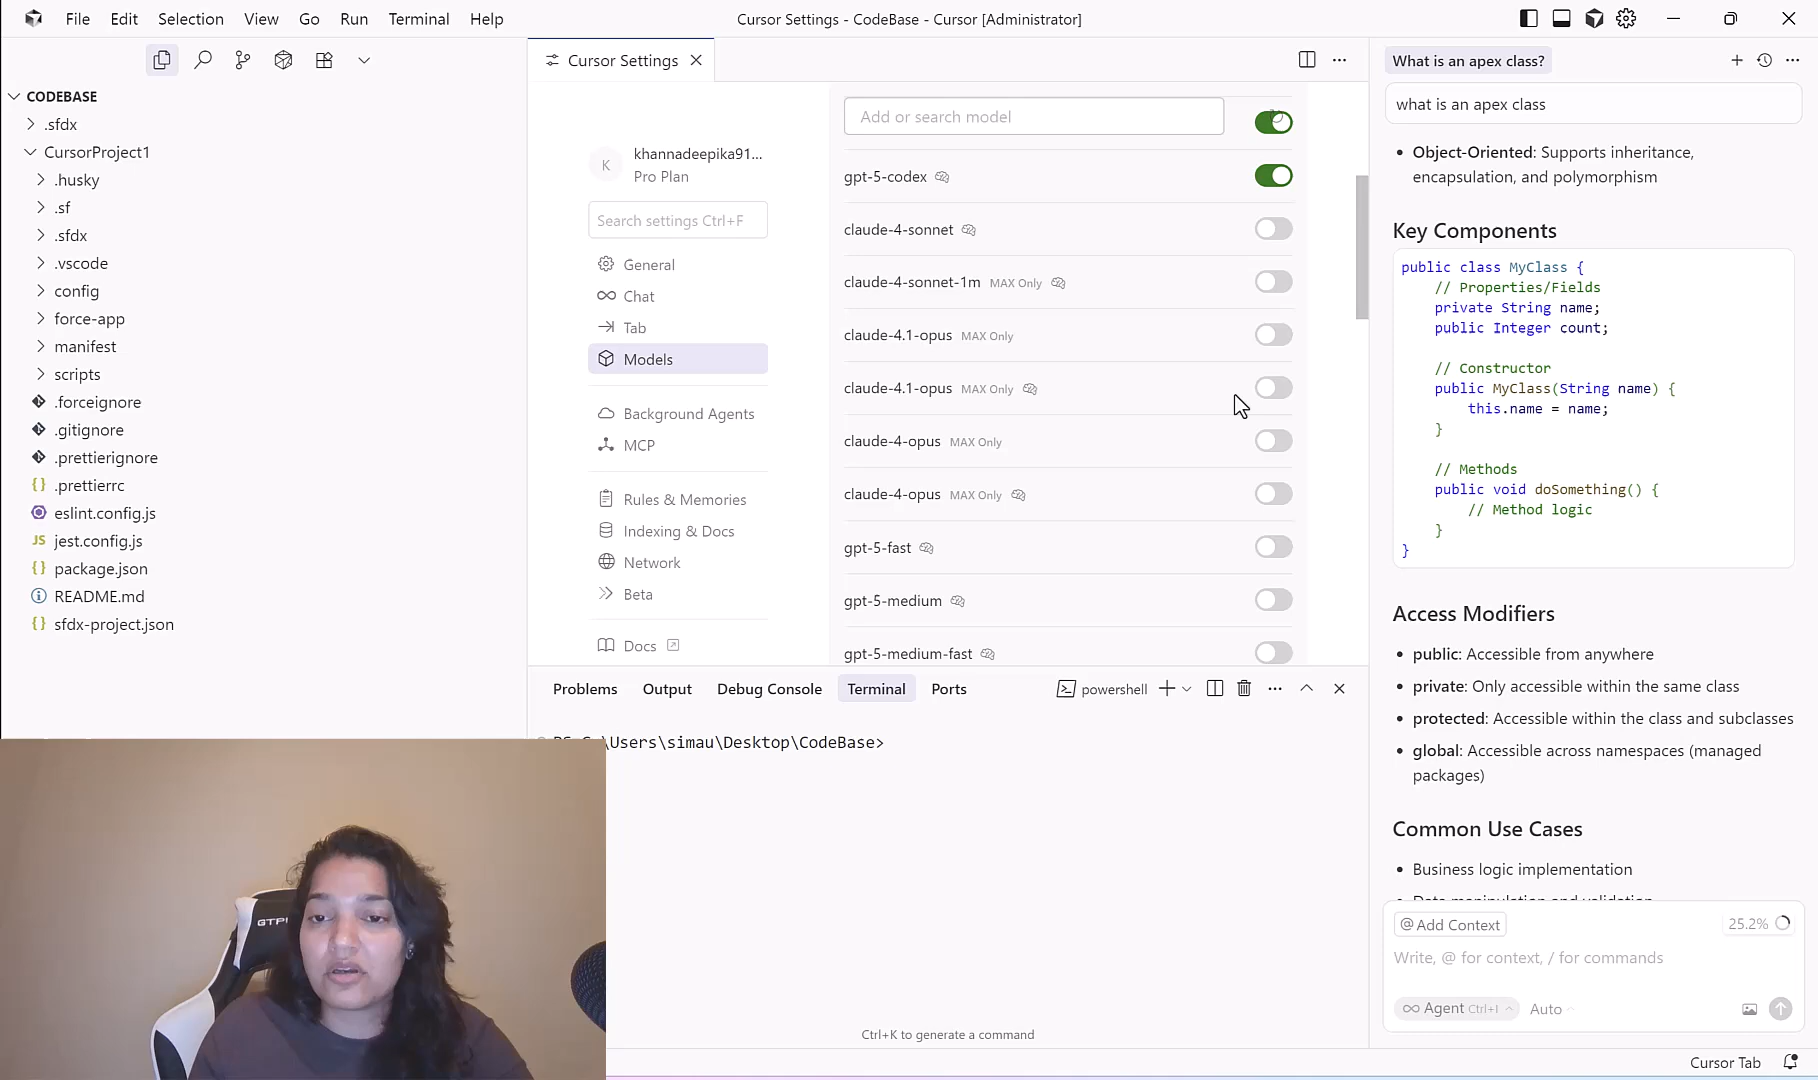 File Edit Selection View Go Run Terminal Help
Cursor Settings - CodeBase - Cursor [Administrator]
CODEBASE
.sfdx
CursorProject1
.husky
.sf
.sfdx
.vscode
config
force-app
manifest
scripts
.forceignore
.gitignore
.prettierignore
.prettierrc
eslint.config.js
JS jest.config.js
package.json
README.md
sfdx-project.json
Cursor Settings
K
khannadeepika91...
Pro Plan
Search settings Ctrl+F
General
Chat
Tab
Models
Background Agents
MCP
Rules & Memories
Indexing & Docs
Network
Beta
Docs
Add or search model
gpt-5-codex
claude-4-sonnet
claude-4-sonnet-1m MAX Only
claude-4.1-opus MAX Only
claude-4.1-opus MAX Only
claude-4-opus MAX Only
claude-4-opus MAX Only
gpt-5-fast
gpt-5-medium
gpt-5-medium-fast
Problems Output Debug Console Terminal Ports
powershell
\Users\simau\Desktop\CodeBase>
Ctrl+K to generate a command
GTPL
What is an apex class?
what is an apex class
• Object-Oriented: Supports inheritance,
encapsulation, and polymorphism
Key Components
public class MyClass {
// Properties/Fields
private String name;
public Integer count;
// Constructor
public MyClass(String name) {
this.name = name;
}
// Methods
public void doSomething() {
// Method logic
}
}
Access Modifiers
• public: Accessible from anywhere
• private: Only accessible within the same class
• protected: Accessible within the class and subclasses
• global: Accessible across namespaces (managed
packages)
Common Use Cases
• Business logic implementation
• Data manipulation and validation
@ Add Context
25.2%
Write, @ for context, / for commands
Agent Ctrl+I
Auto
Cursor Tab